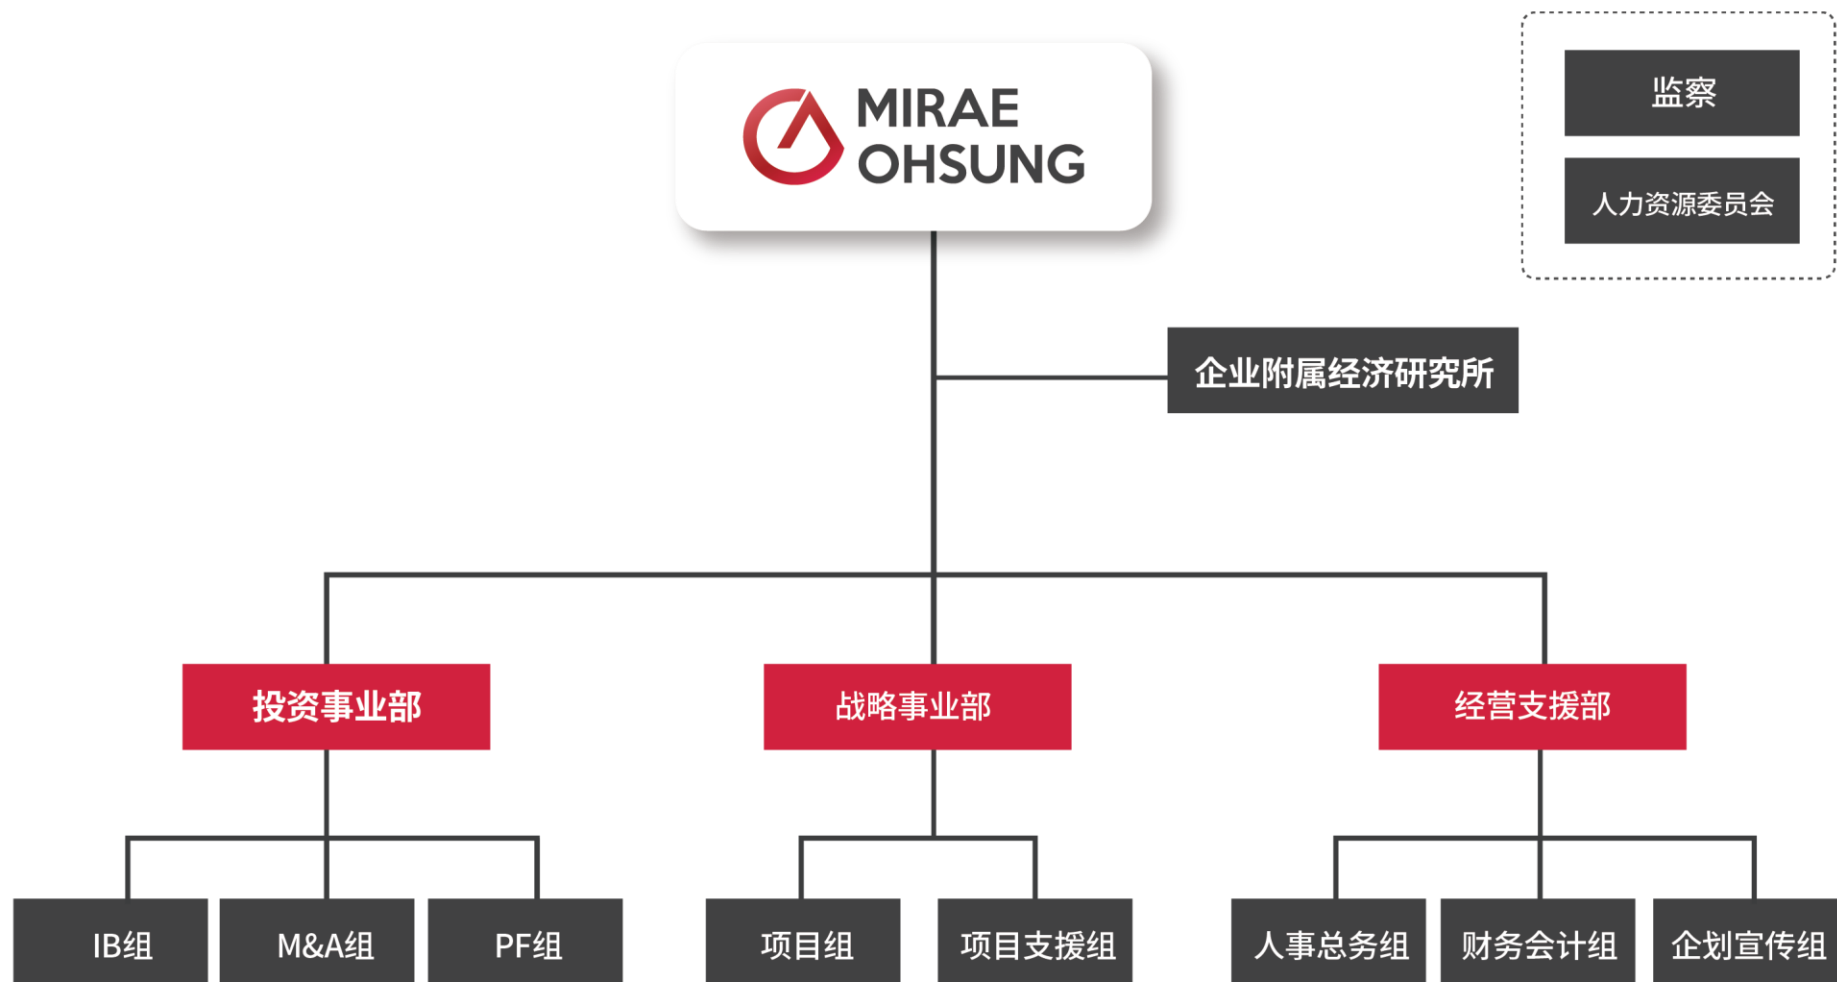 MIRAE
OHSUNG
监察
人力资源委员会
企业附属经济研究所
投资事业部
战略事业部
经营支援部
IB组
M&A组
PF组
项目组
项目支援组
人事总务组
财务会计组
企划宣传组